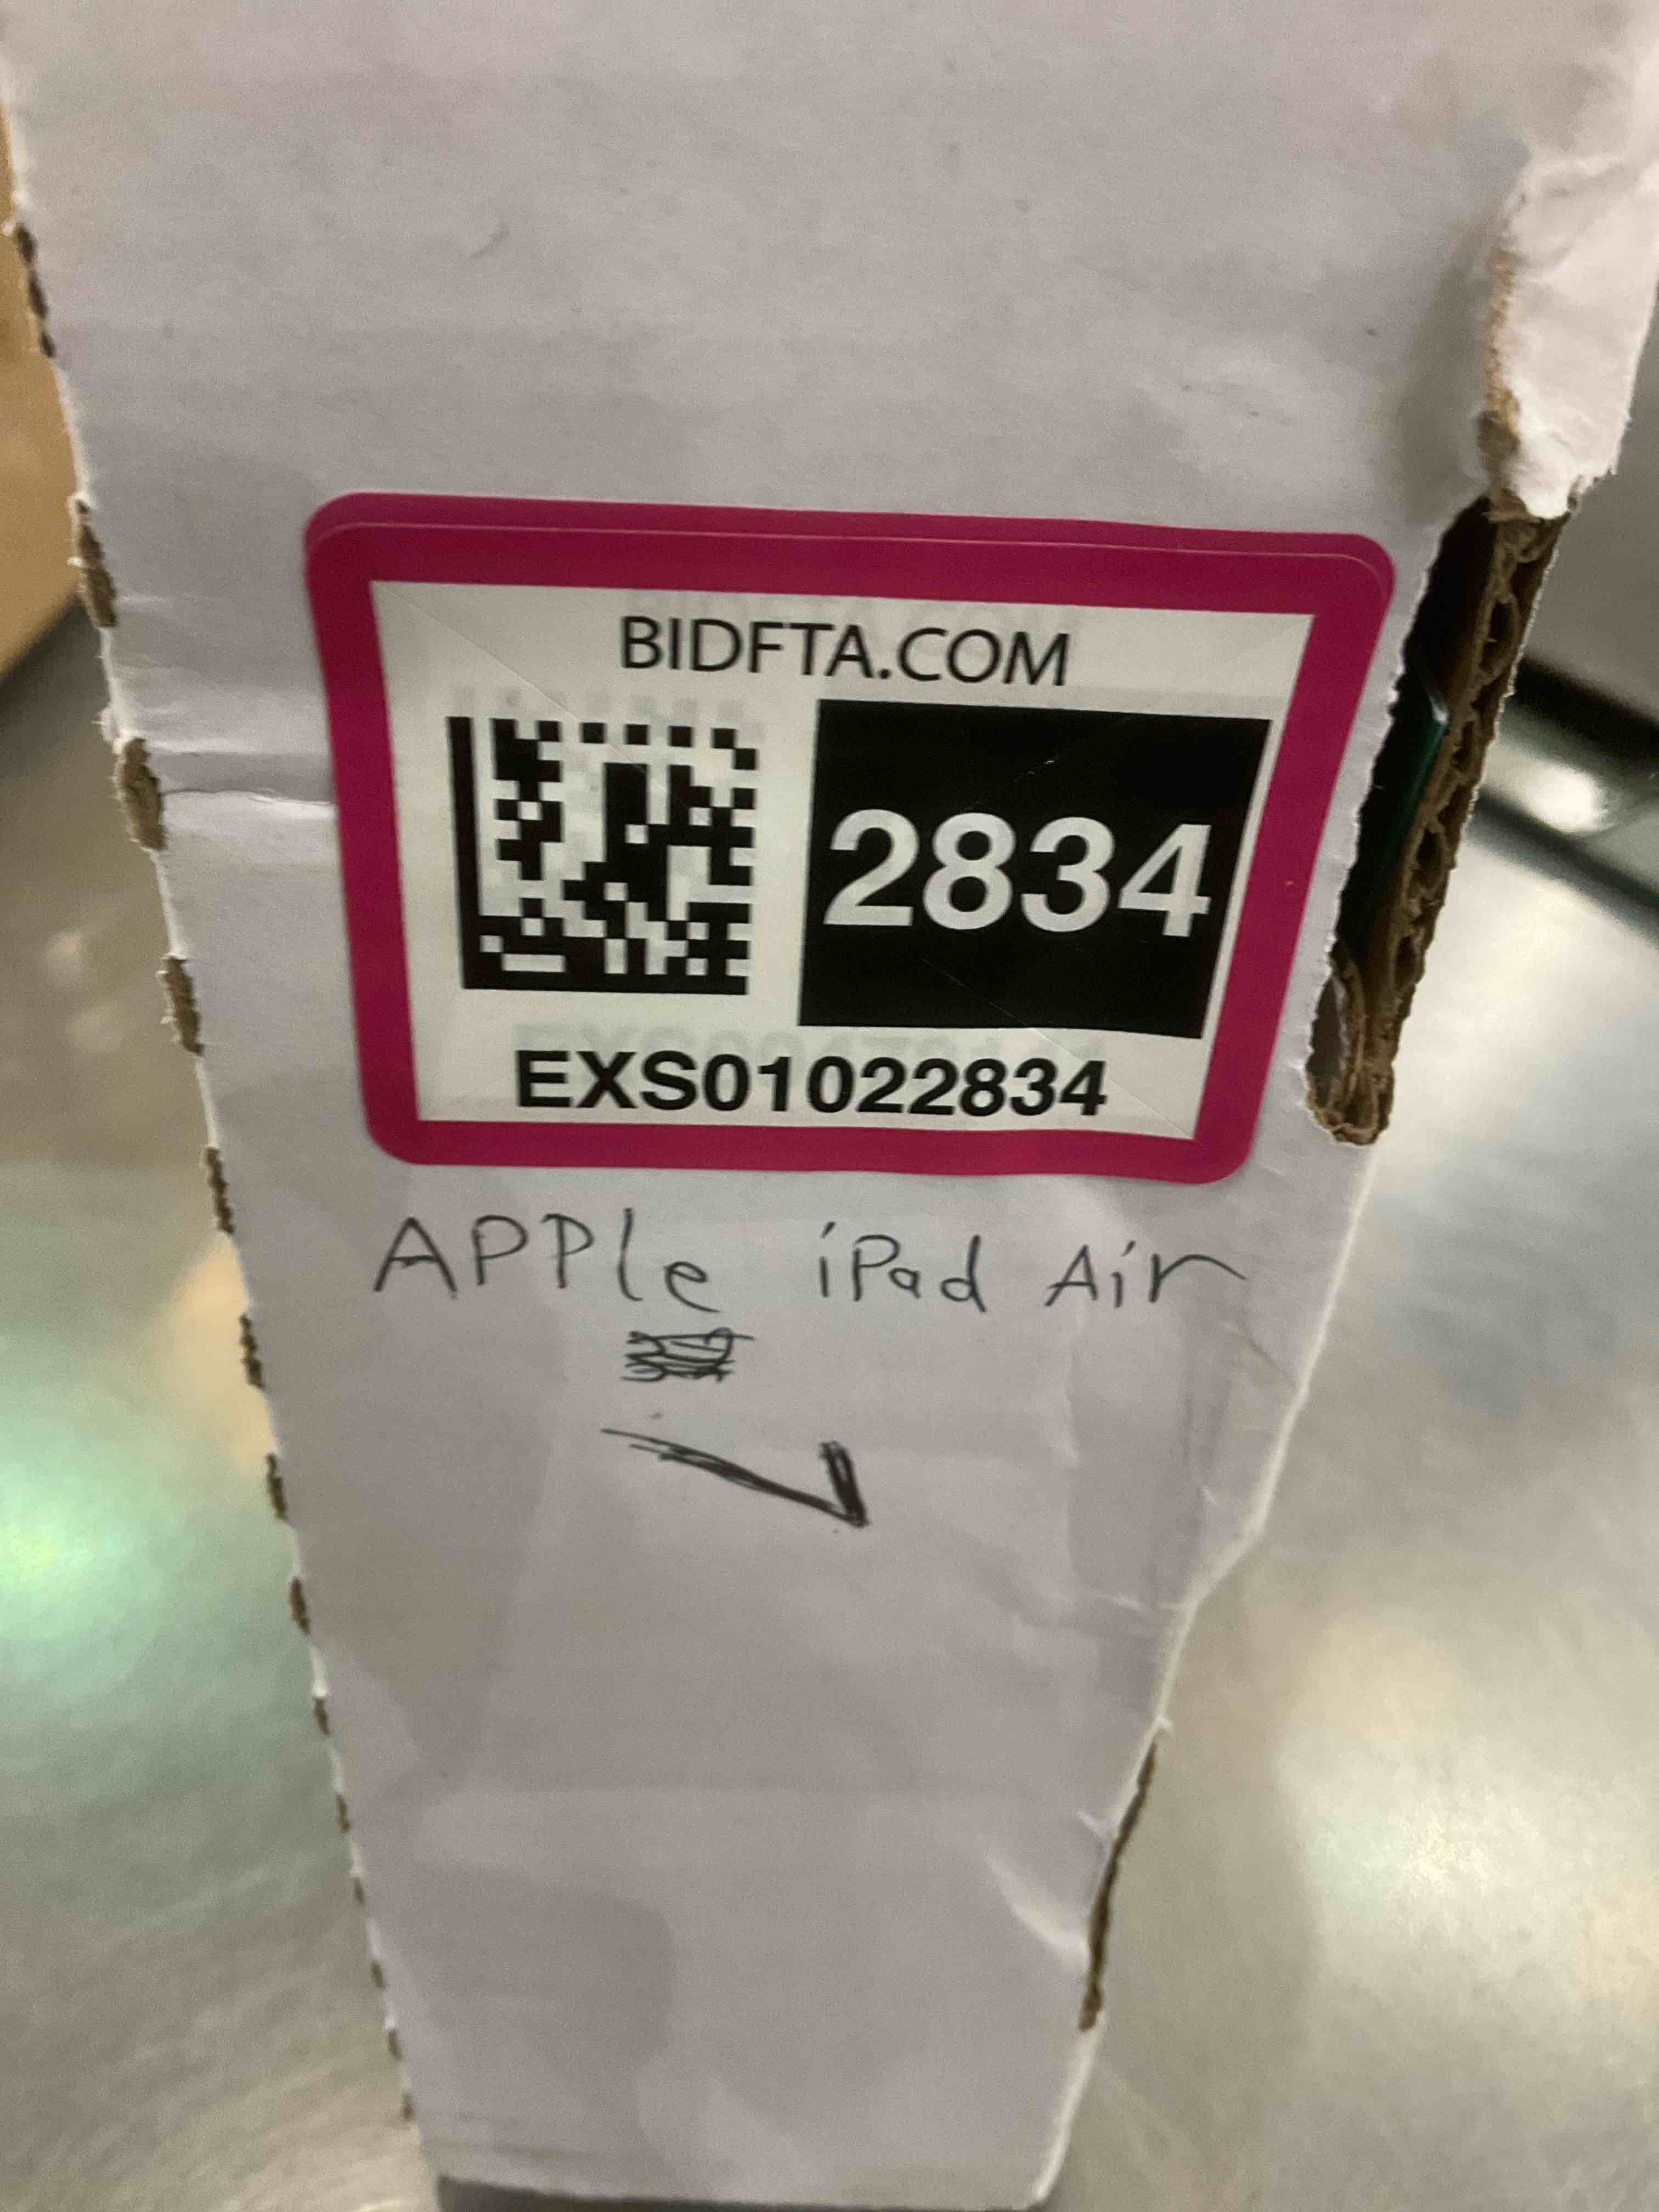 BIDFTA.COM
2834
EXS01022834
APPle iPad Air